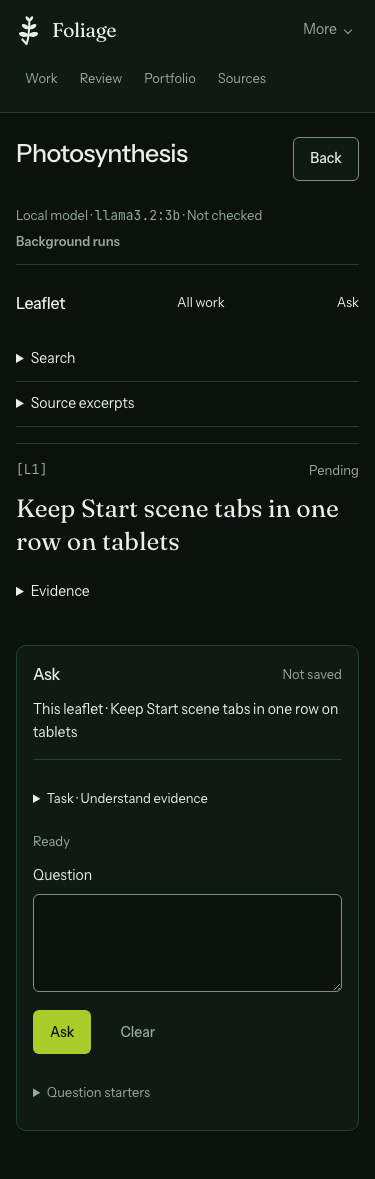 Foliage
More
Work Review Portfolio Sources
Photosynthesis
Back
Local model · llama3.2:3b · Not checked
Background runs
Leaflet
All work
Ask
Search
Source excerpts
[L1]
Pending
Keep Start scene tabs in one
row on tablets
Evidence
Ask
Not saved
This leaflet · Keep Start scene tabs in one row on
tablets
Task · Understand evidence
Ready
Question
Ask
Clear
Question starters